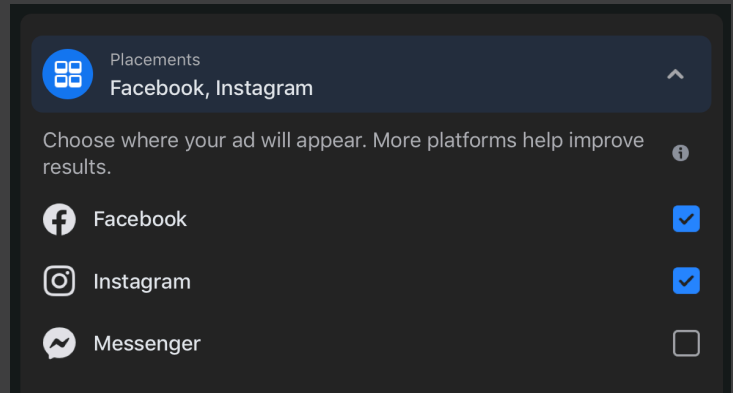 Placements
Facebook, Instagram
Choose where your ad will appear. More platforms help improve
results.
Facebook
Instagram
Messenger